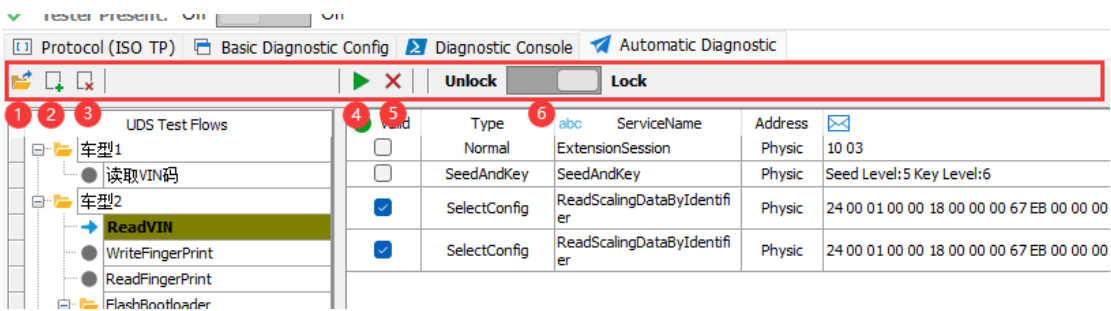 Tester Present: Off On
Protocol (ISO TP) Basic Diagnostic Config Diagnostic Console Automatic Diagnostic
Unlock Lock
1 2 3 4 5 6
UDS Test Flows Valid Type abc ServiceName Address
车型1 Normal ExtensionSession Physic 10 03
读取VIN码 SeedAndKey SeedAndKey Physic Seed Level:5 Key Level:6
车型2 SelectConfig ReadScalingDataByIdentifi
er Physic 24 00 01 00 00 18 00 00 00 67 EB 00 00 00
ReadVIN
WriteFingerPrint SelectConfig ReadScalingDataByIdentifi
er Physic 24 00 01 00 00 18 00 00 00 67 EB 00 00 00
ReadFingerPrint
FlashBootloader